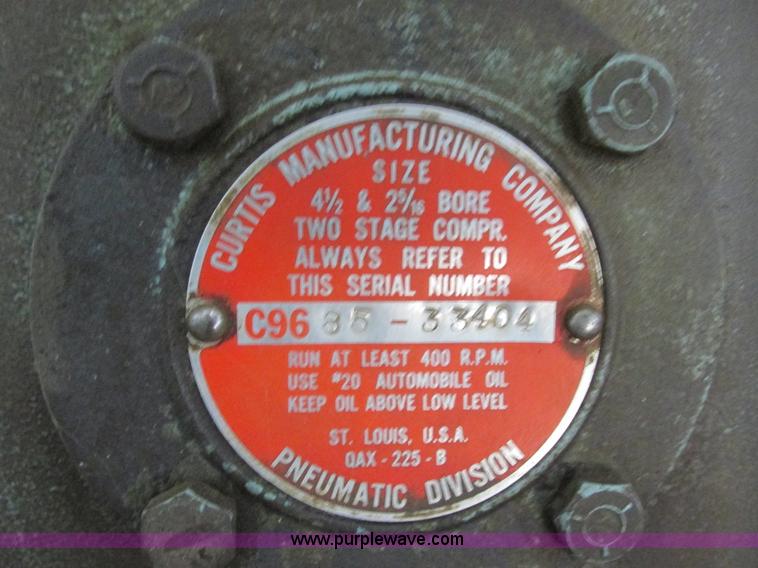 CURTIS MANUFACTURING COMPANY
SIZE
4½ & 2⁵⁄₁₆ BORE
TWO STAGE COMPR.
ALWAYS REFER TO
THIS SERIAL NUMBER
C96 85 - 33404
RUN AT LEAST 400 R.P.M.
USE #20 AUTOMOBILE OIL
KEEP OIL ABOVE LOW LEVEL
ST. LOUIS, U.S.A.
QAX - 225 - B
PNEUMATIC DIVISION
www.purplewave.com